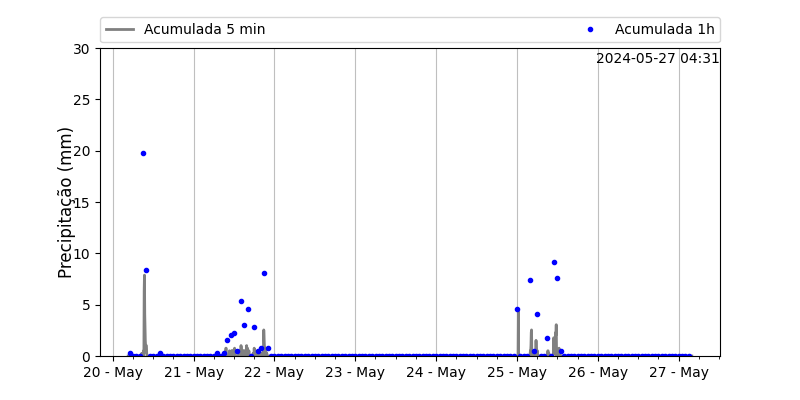 Acumulada 5 min
Acumulada 1h
2024-05-27 04:31
Precipitação (mm)
30
25
20
15
10
5
0
20 - May
21 - May
22 - May
23 - May
24 - May
25 - May
26 - May
27 - May